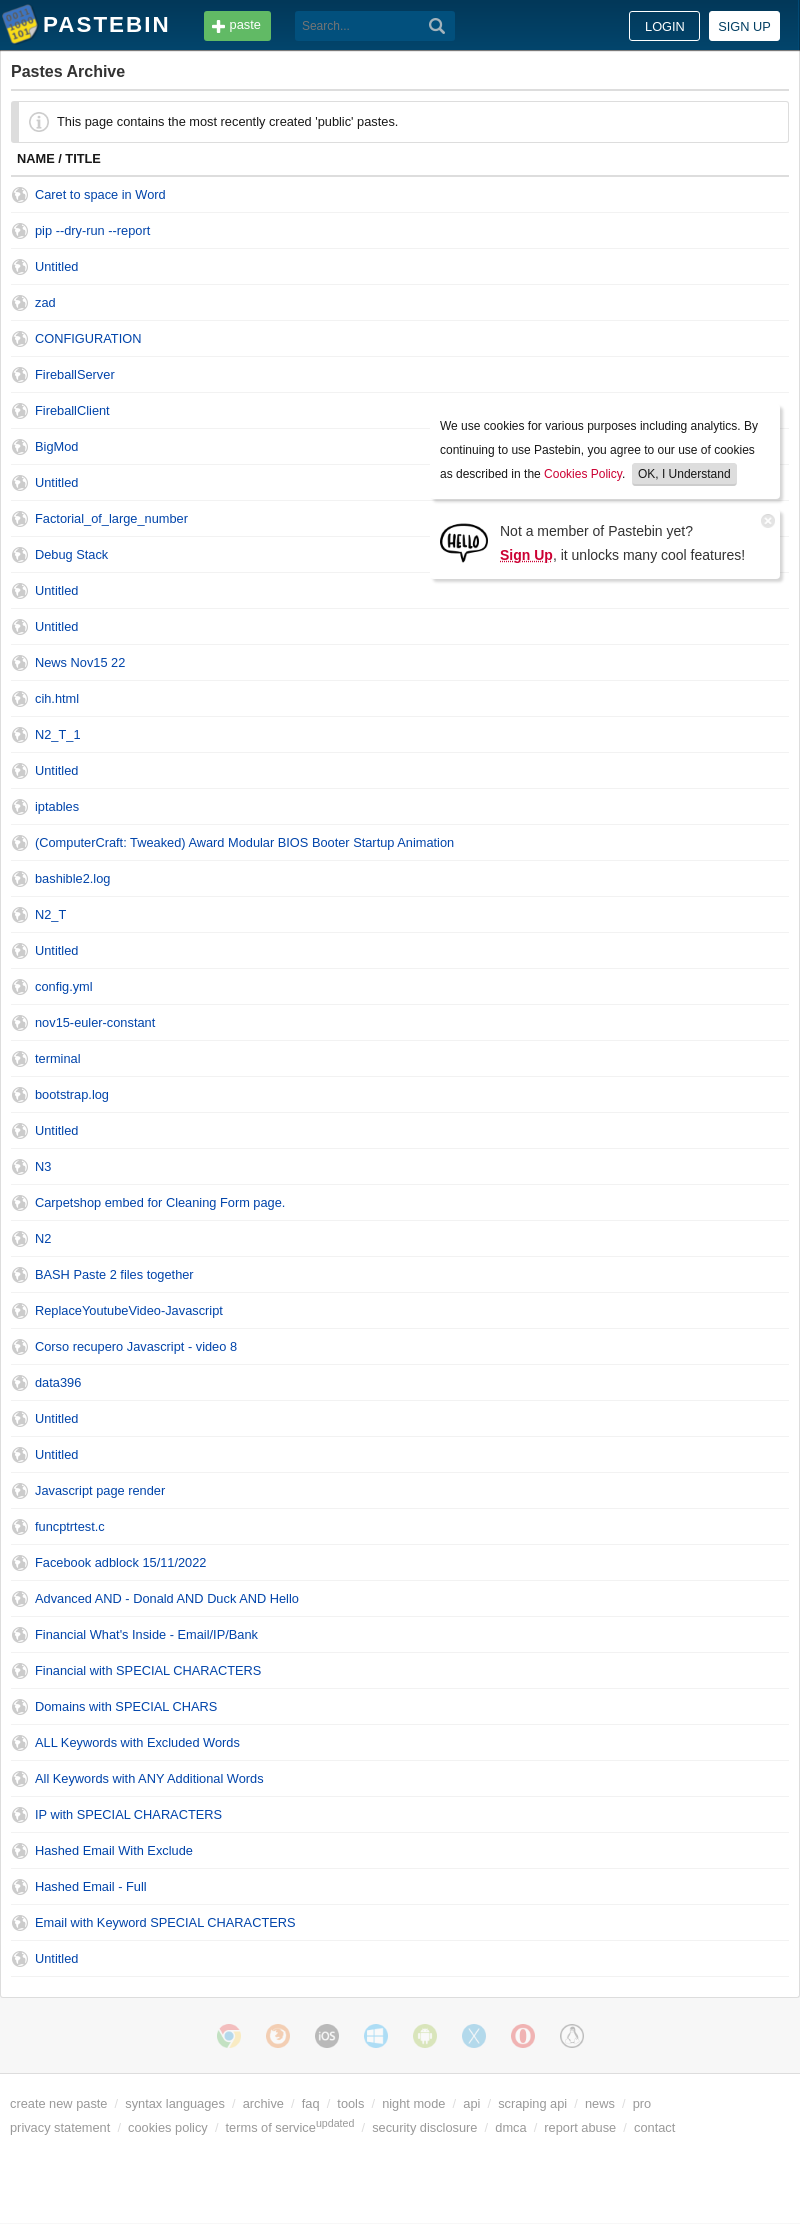 PASTEBIN
paste
Search...
LOGIN
SIGN UP
Pastes Archive
This page contains the most recently created 'public' pastes.
NAME / TITLE
Caret to space in Word
pip --dry-run --report
Untitled
zad
CONFIGURATION
FireballServer
FireballClient
BigMod
Untitled
Factorial_of_large_number
Debug Stack
We use cookies for various purposes including analytics. By
continuing to use Pastebin, you agree to our use of cookies
as described in the Cookies Policy. OK, I Understand
HELLO
Not a member of Pastebin yet?
Sign Up, it unlocks many cool features!
Untitled
Untitled
News Nov15 22
cih.html
N2_T_1
Untitled
iptables
(ComputerCraft: Tweaked) Award Modular BIOS Booter Startup Animation
bashible2.log
N2_T
Untitled
config.yml
nov15-euler-constant
terminal
bootstrap.log
Untitled
N3
Carpetshop embed for Cleaning Form page.
N2
BASH Paste 2 files together
ReplaceYoutubeVideo-Javascript
Corso recupero Javascript - video 8
data396
Untitled
Untitled
Javascript page render
funcptrtest.c
Facebook adblock 15/11/2022
Advanced AND - Donald AND Duck AND Hello
Financial What's Inside - Email/IP/Bank
Financial with SPECIAL CHARACTERS
Domains with SPECIAL CHARS
ALL Keywords with Excluded Words
All Keywords with ANY Additional Words
IP with SPECIAL CHARACTERS
Hashed Email With Exclude
Hashed Email - Full
Email with Keyword SPECIAL CHARACTERS
Untitled
iOS
create new paste / syntax languages / archive / faq / tools / night mode / api / scraping api / news / pro
privacy statement / cookies policy / terms of service updated / security disclosure / dmca / report abuse / contact